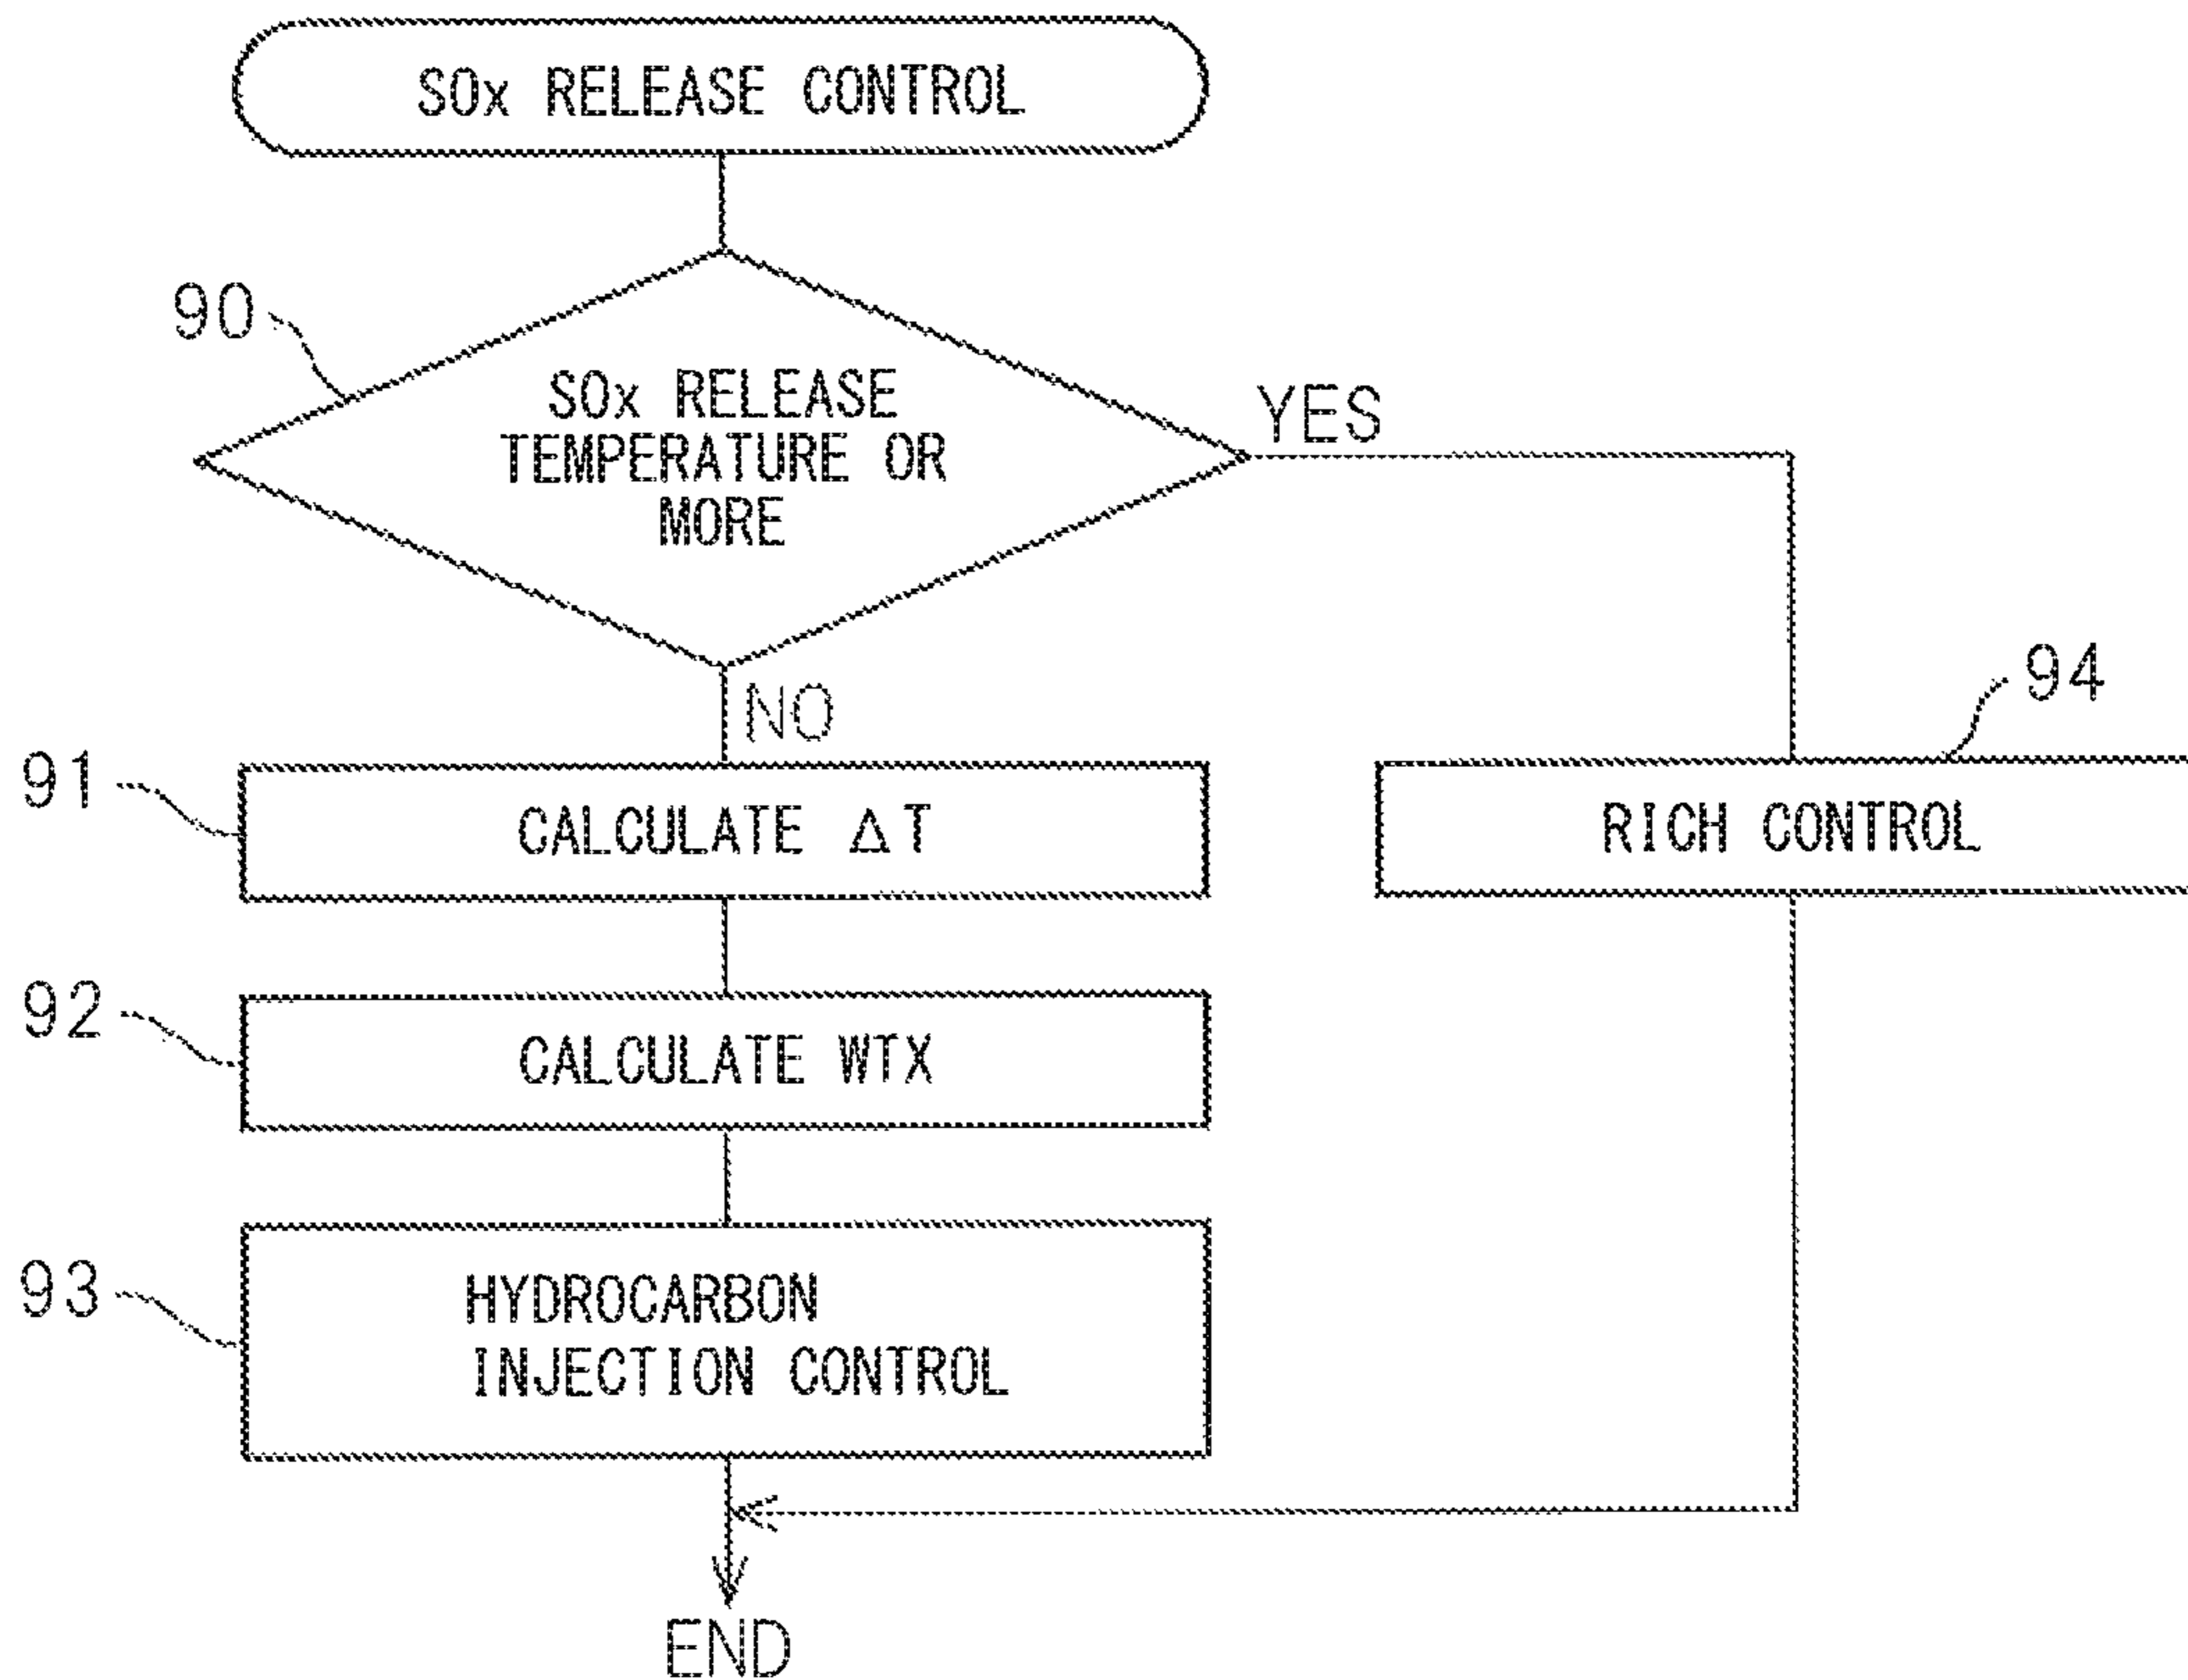 SOx RELEASE CONTROL
90
SOx RELEASE
TEMPERATURE OR
MORE
YES
NO
94
91
CALCULATE ΔT
RICH CONTROL
92
CALCULATE WTX
93
HYDROCARBON
INJECTION CONTROL
END